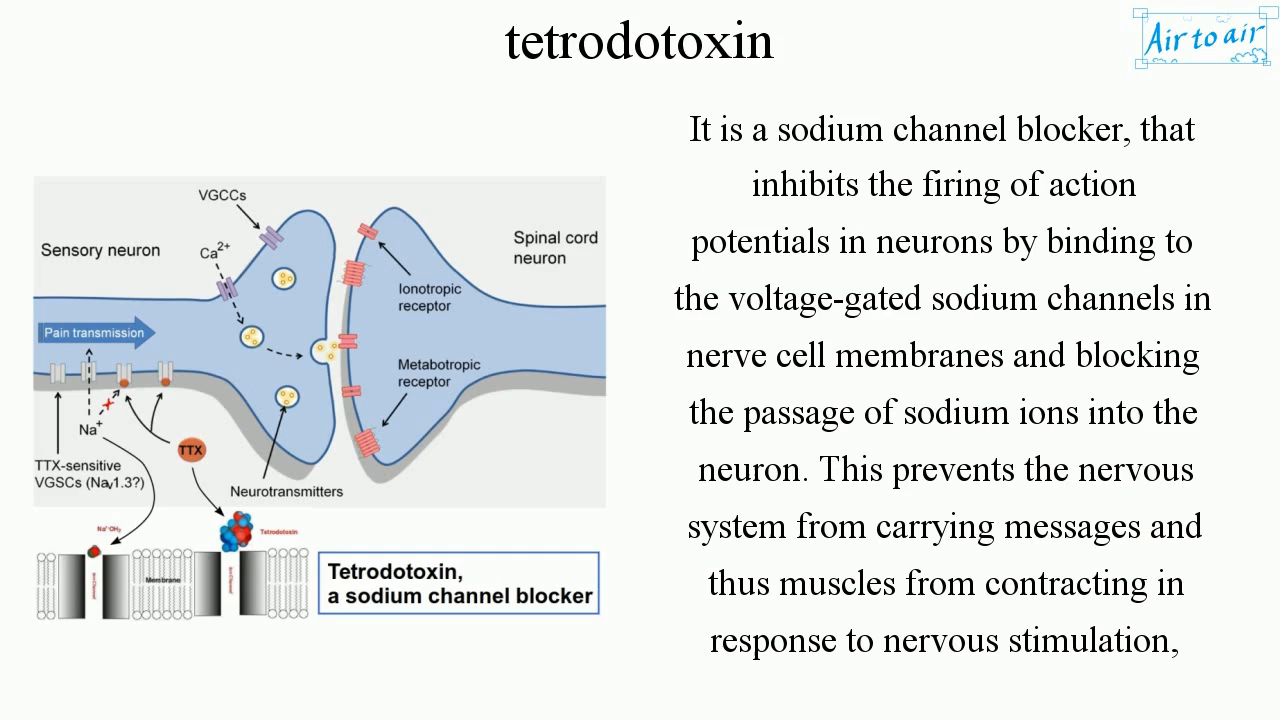 tetrodotoxin
Air to air
It is a sodium channel blocker, that
inhibits the firing of action
potentials in neurons by binding to
the voltage-gated sodium channels in
nerve cell membranes and blocking
the passage of sodium ions into the
neuron. This prevents the nervous
system from carrying messages and
thus muscles from contracting in
response to nervous stimulation,
VGCCs
Sensory neuron
Ca2+
Spinal cord
neuron
Ionotropic
receptor
Pain transmission
Metabotropic
receptor
Na+
TTX
TTX-sensitive
VGSCs (Nav1.3?)
Neurotransmitters
Na+·OH2
Tetrodotoxin
Membrane
Tetrodotoxin,
a sodium channel blocker